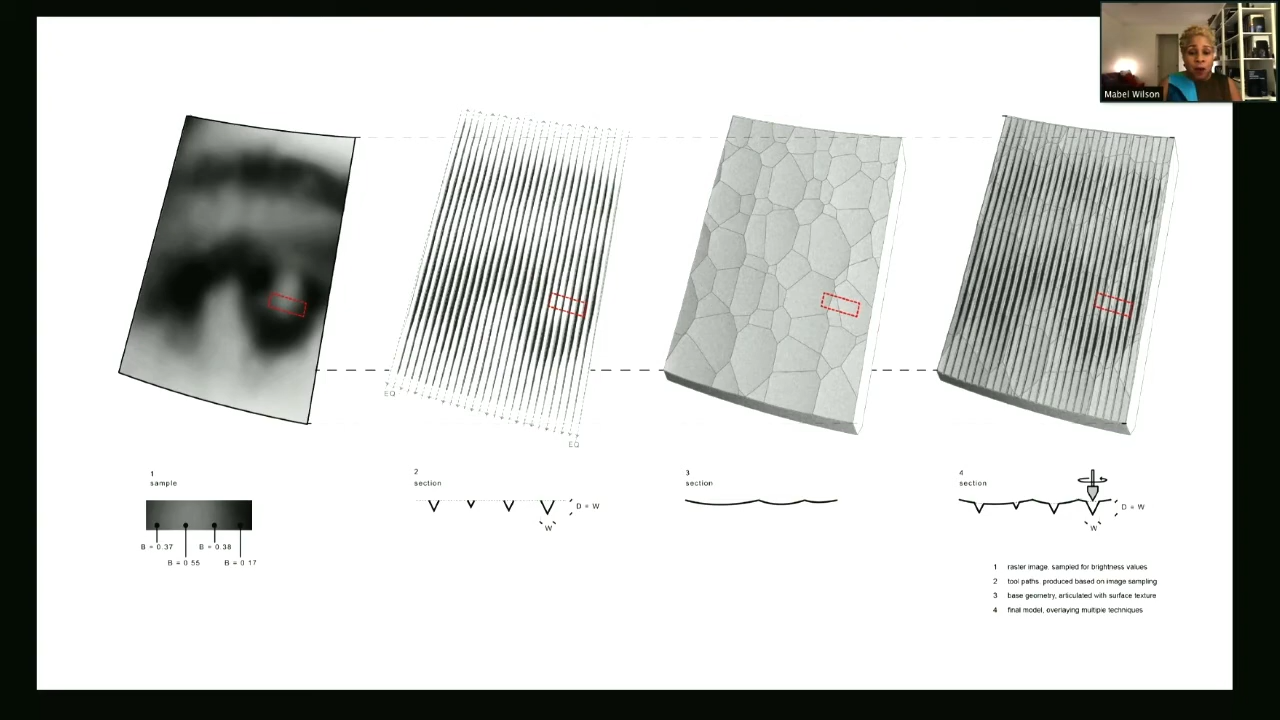 Mabel Wilson
EQ
EQ
1
sample
2
section
3
section
4
section
D = W
W
D = W
W
B = 0.37
B = 0.38
B = 0.55
B = 0.17
1 raster image, sampled for brightness values
2 tool paths, produced based on image sampling
3 base geometry, articulated with surface texture
4 final model, overlaying multiple techniques